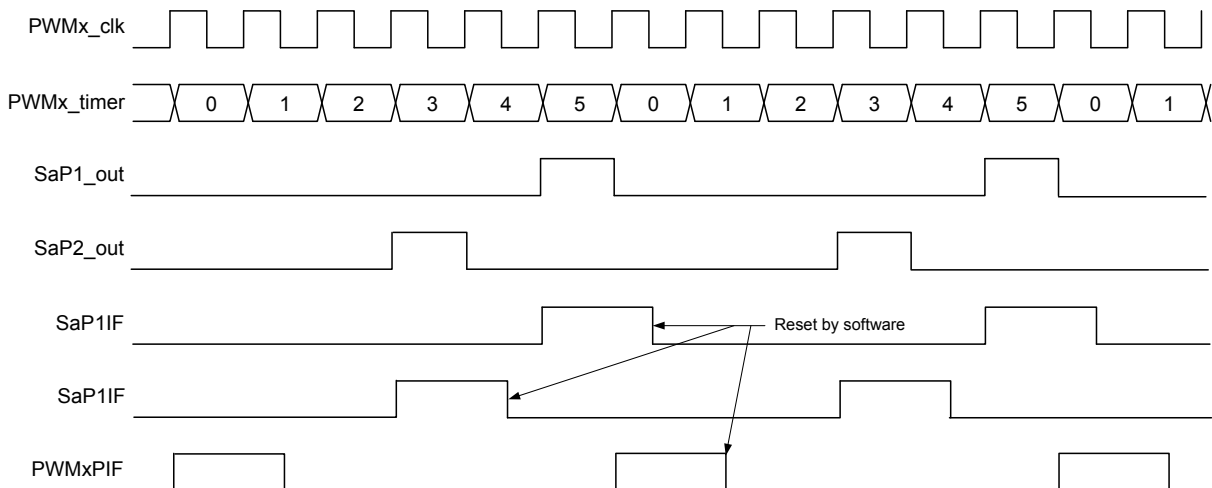 PWMx_clk
PWMx_timer 0 1 2 3 4 5 0 1 2 3 4 5 0 1
SaP1_out
SaP2_out
SaP1IF Reset by software
SaP1IF
PWMxPIF